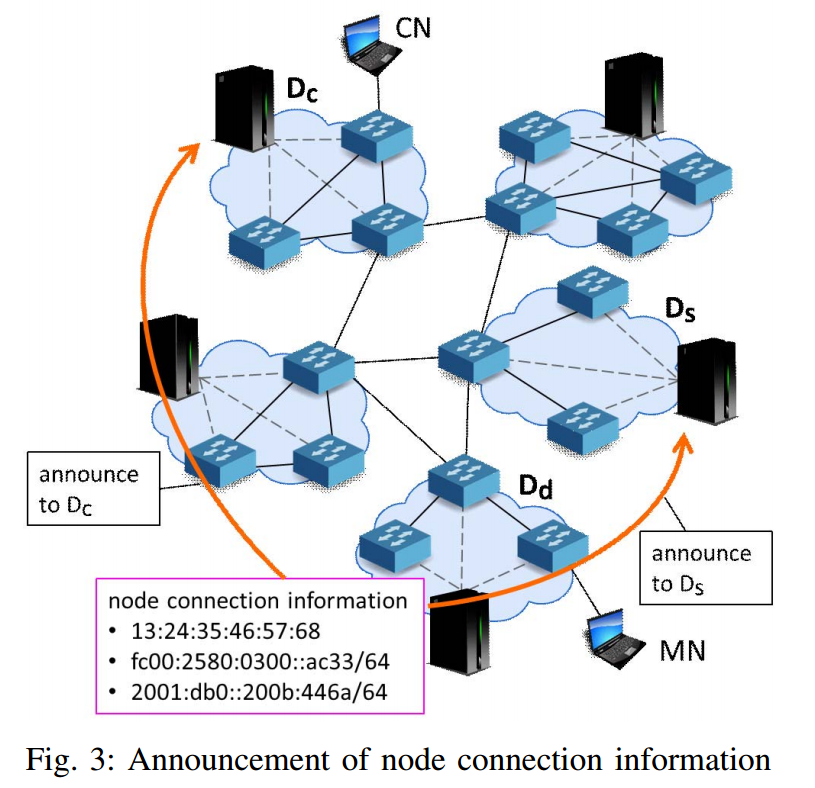 CN
Dc
Ds
announce
to Dc
Dd
announce
to Ds
node connection information
• 13:24:35:46:57:68
• fc00:2580:0300::ac33/64
• 2001:db0::200b:446a/64
MN
Fig. 3: Announcement of node connection information